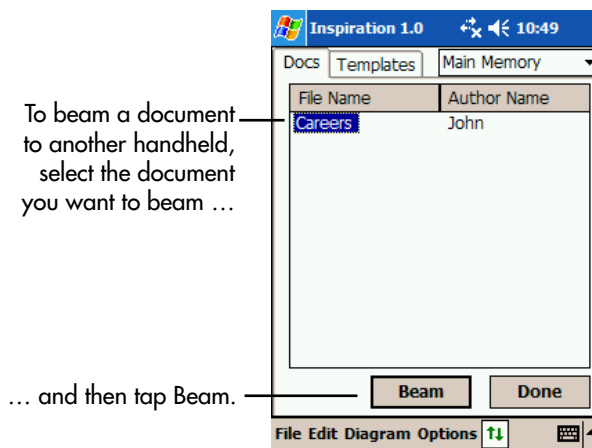 Inspiration 1.0 10:49
Docs Templates Main Memory
File Name Author Name
Careers John
To beam a document
to another handheld,
select the document
you want to beam …
… and then tap Beam.
Beam Done
File Edit Diagram Options